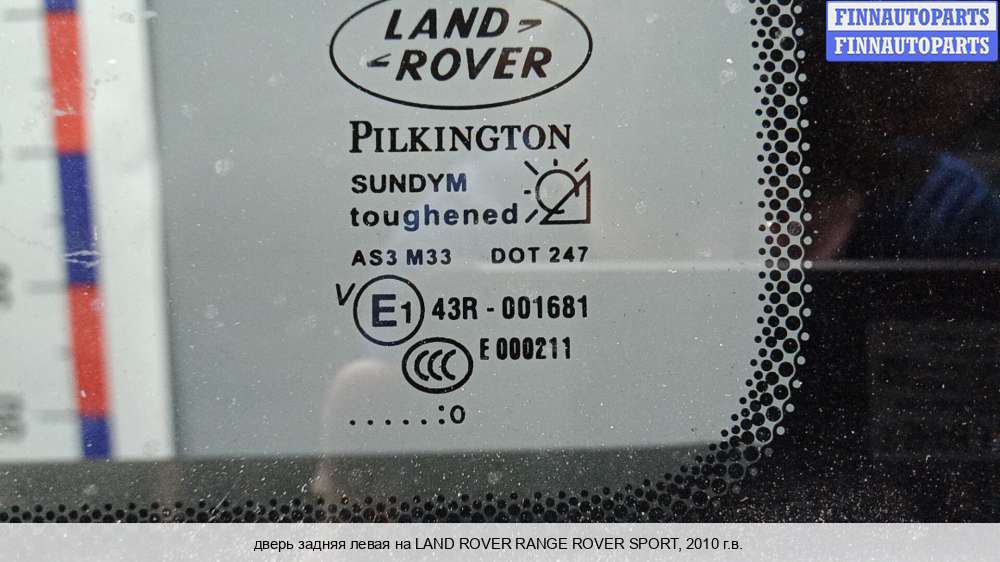 FINNAUTOPARTS
FINNAUTOPARTS
LAND
ROVER
PILKINGTON
SUNDYM
toughened
AS3 M33 DOT 247
V E1 43R - 001681
CCC E 000211
.....:0
дверь задняя левая на LAND ROVER RANGE ROVER SPORT, 2010 г.в.